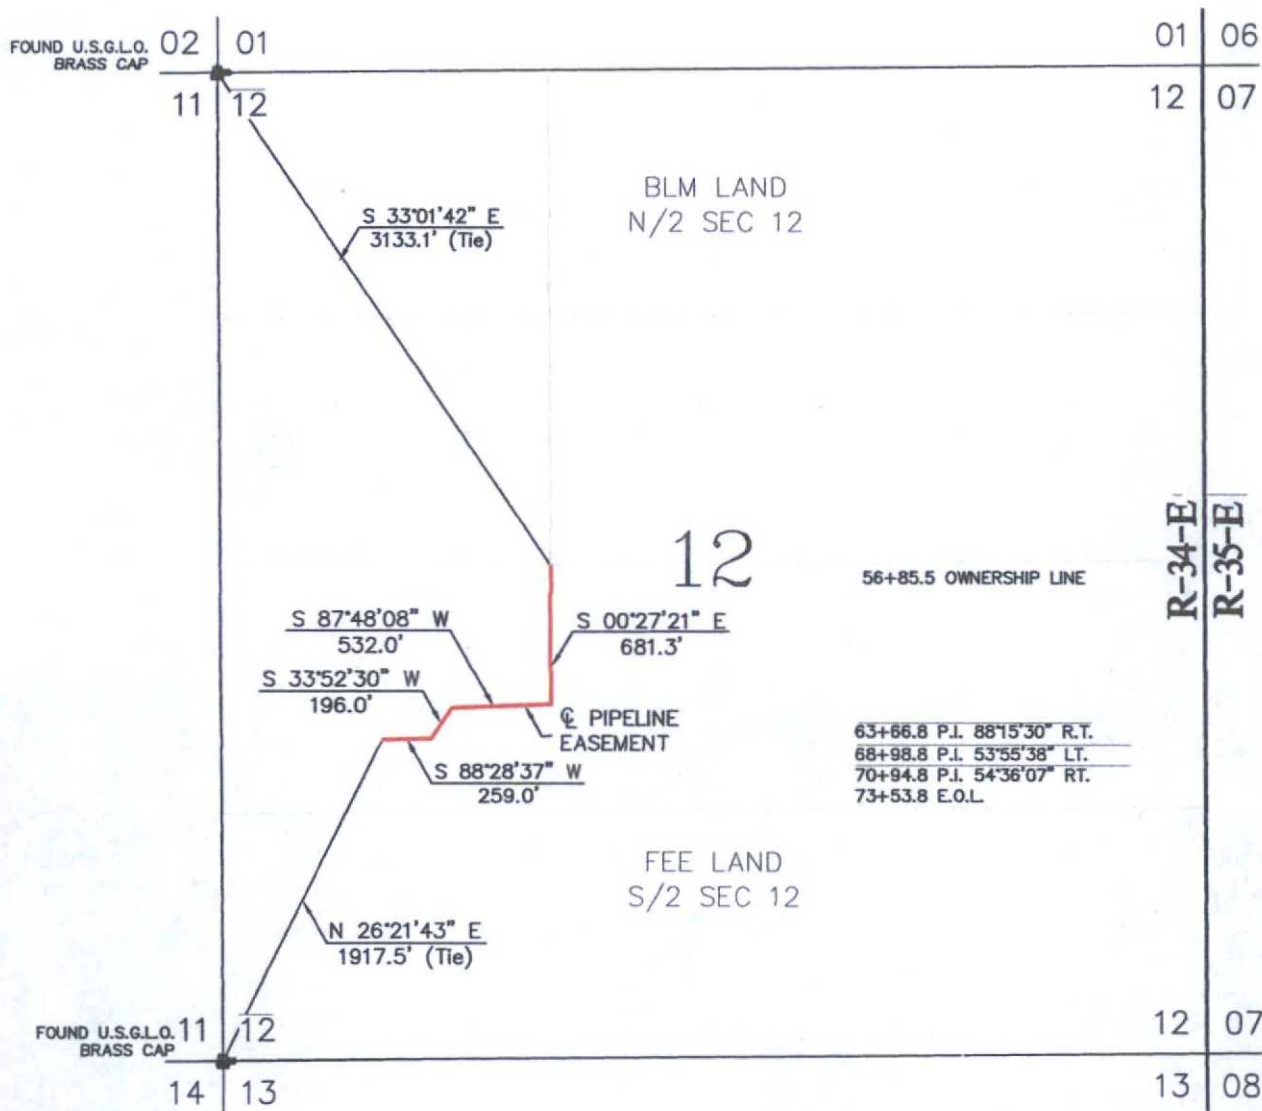 02 01
01 06
FOUND U.S.G.L.O.
BRASS CAP
11 12
12 07
BLM LAND
N/2 SEC 12
S 33°01'42" E
3133.1' (Tie)
12
R-34-E
R-35-E
56+85.5 OWNERSHIP LINE
S 87°48'08" W
532.0'
S 00°27'21" E
681.3'
S 33°52'30" W
196.0'
℄ PIPELINE
EASEMENT
S 88°28'37" W
259.0'
63+66.8 P.I. 88°15'30" R.T.
68+98.8 P.I. 53°55'38" LT.
70+94.8 P.I. 54°36'07" RT.
73+53.8 E.O.L.
FEE LAND
S/2 SEC 12
N 26°21'43" E
1917.5' (Tie)
FOUND U.S.G.L.O.
BRASS CAP
11 12
12 07
14 13
13 08